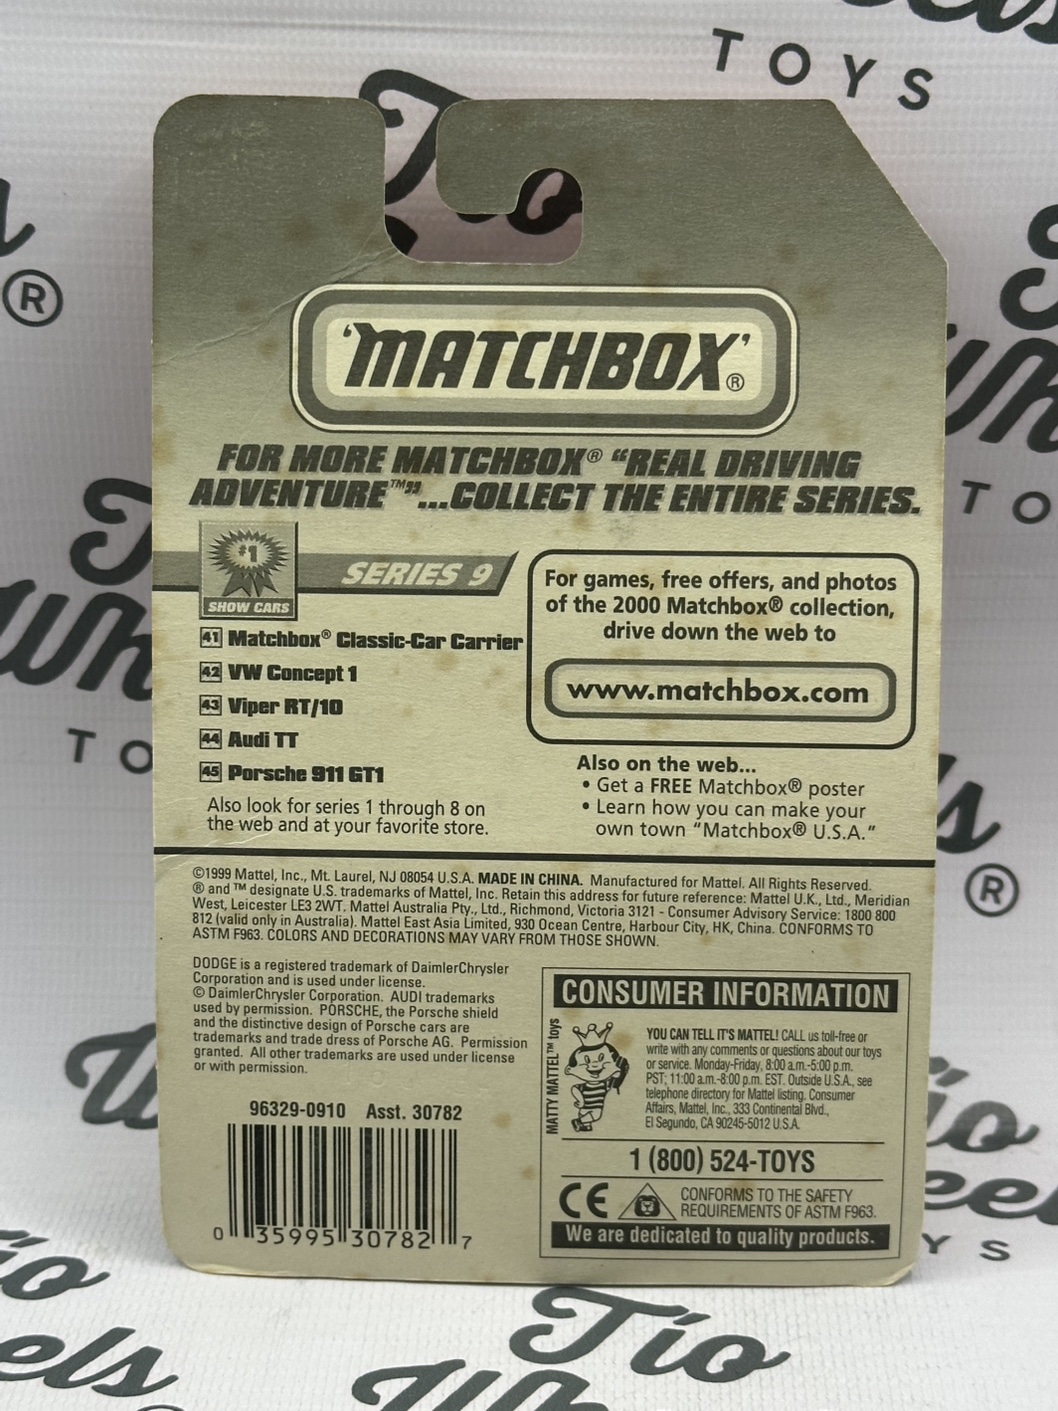 TOYS
'MATCHBOX'®
FOR MORE MATCHBOX® “REAL DRIVING
ADVENTURE™”...COLLECT THE ENTIRE SERIES.
#1
SHOW CARS
SERIES 9
41 Matchbox® Classic-Car Carrier
42 VW Concept 1
43 Viper RT/10
44 Audi TT
45 Porsche 911 GT1
Also look for series 1 through 8 on
the web and at your favorite store.
For games, free offers, and photos
of the 2000 Matchbox® collection,
drive down the web to
www.matchbox.com
Also on the web...
• Get a FREE Matchbox® poster
• Learn how you can make your
own town “Matchbox® U.S.A.”
©1999 Mattel, Inc., Mt. Laurel, NJ 08054 U.S.A. MADE IN CHINA. Manufactured for Mattel. All Rights Reserved.
® and ™ designate U.S. trademarks of Mattel, Inc. Retain this address for future reference: Mattel U.K., Ltd., Meridian
West, Leicester LE3 2WT. Mattel Australia Pty., Ltd., Richmond, Victoria 3121 - Consumer Advisory Service: 1800 800
812 (valid only in Australia). Mattel East Asia Limited, 930 Ocean Centre, Harbour City, HK, China. CONFORMS TO
ASTM F963. COLORS AND DECORATIONS MAY VARY FROM THOSE SHOWN.
DODGE is a registered trademark of DaimlerChrysler
Corporation and is used under license.
© DaimlerChrysler Corporation. AUDI trademarks
used by permission. PORSCHE, the Porsche shield
and the distinctive design of Porsche cars are
trademarks and trade dress of Porsche AG. Permission
granted. All other trademarks are used under license
or with permission.
96329-0910 Asst. 30782
0 35995 30782 7
CONSUMER INFORMATION
MATTY MATTEL™ toys
YOU CAN TELL IT'S MATTEL! CALL us toll-free or
write with any comments or questions about our toys
or service. Monday-Friday, 8:00 a.m.-5:00 p.m.
PST; 11:00 a.m.-8:00 p.m. EST. Outside U.S.A., see
telephone directory for Mattel listing. Consumer
Affairs, Mattel, Inc., 333 Continental Blvd.,
El Segundo, CA 90245-5012 U.S.A.
1 (800) 524-TOYS
CE
CONFORMS TO THE SAFETY
REQUIREMENTS OF ASTM F963.
We are dedicated to quality products.
Tio